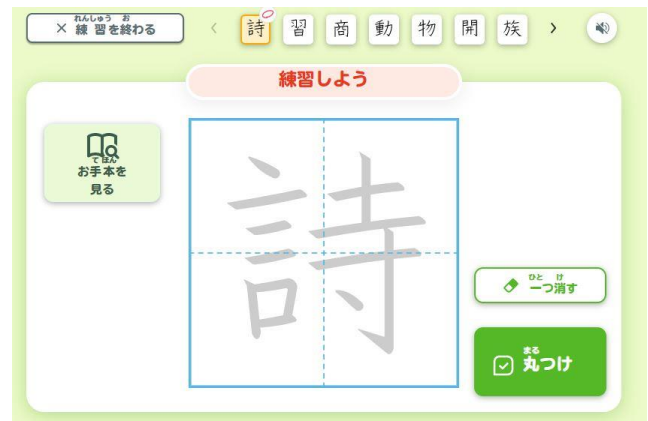 × 練習を終わる
れんしゅう お
< 詩 習 商 動 物 開 族 >
練習しよう
てほん
お手本を
見る
詩
ひと け
一つ消す
まる
丸つけ